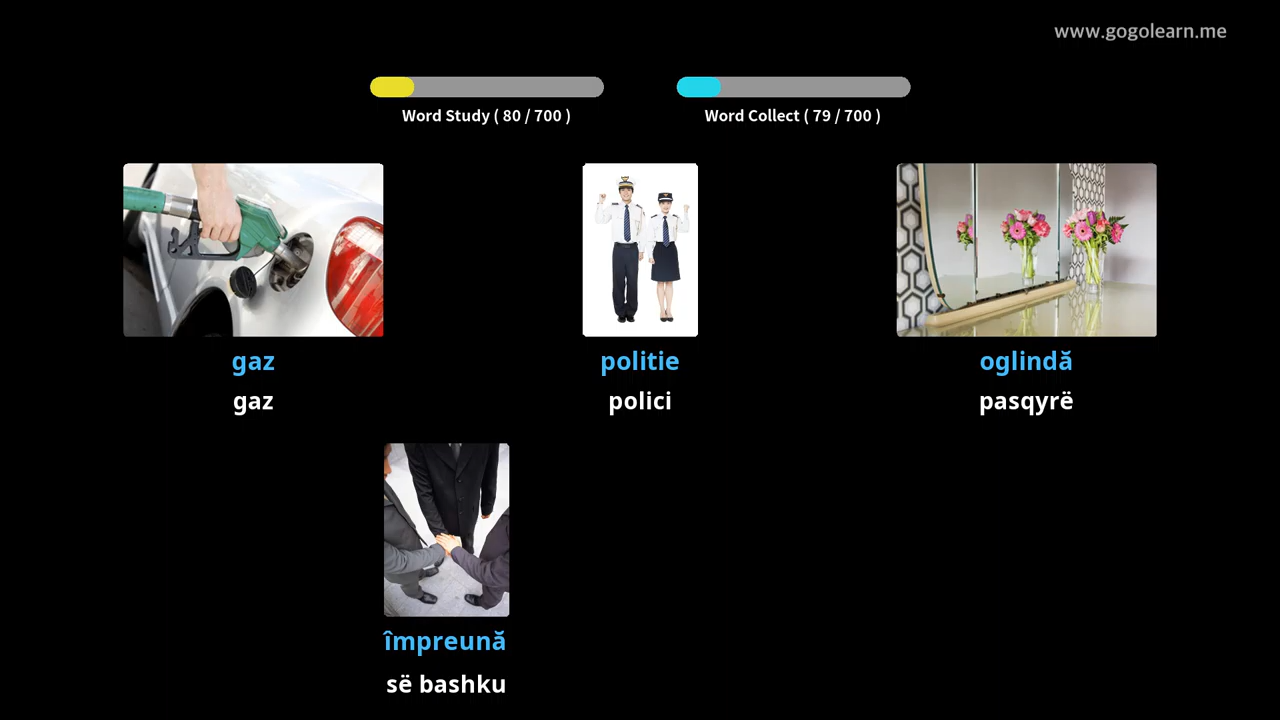 www.gogolearn.me
Word Study ( 80 / 700 )
Word Collect ( 79 / 700 )
gaz
politie
oglindă
gaz
polici
pasqyrë
împreună
së bashku